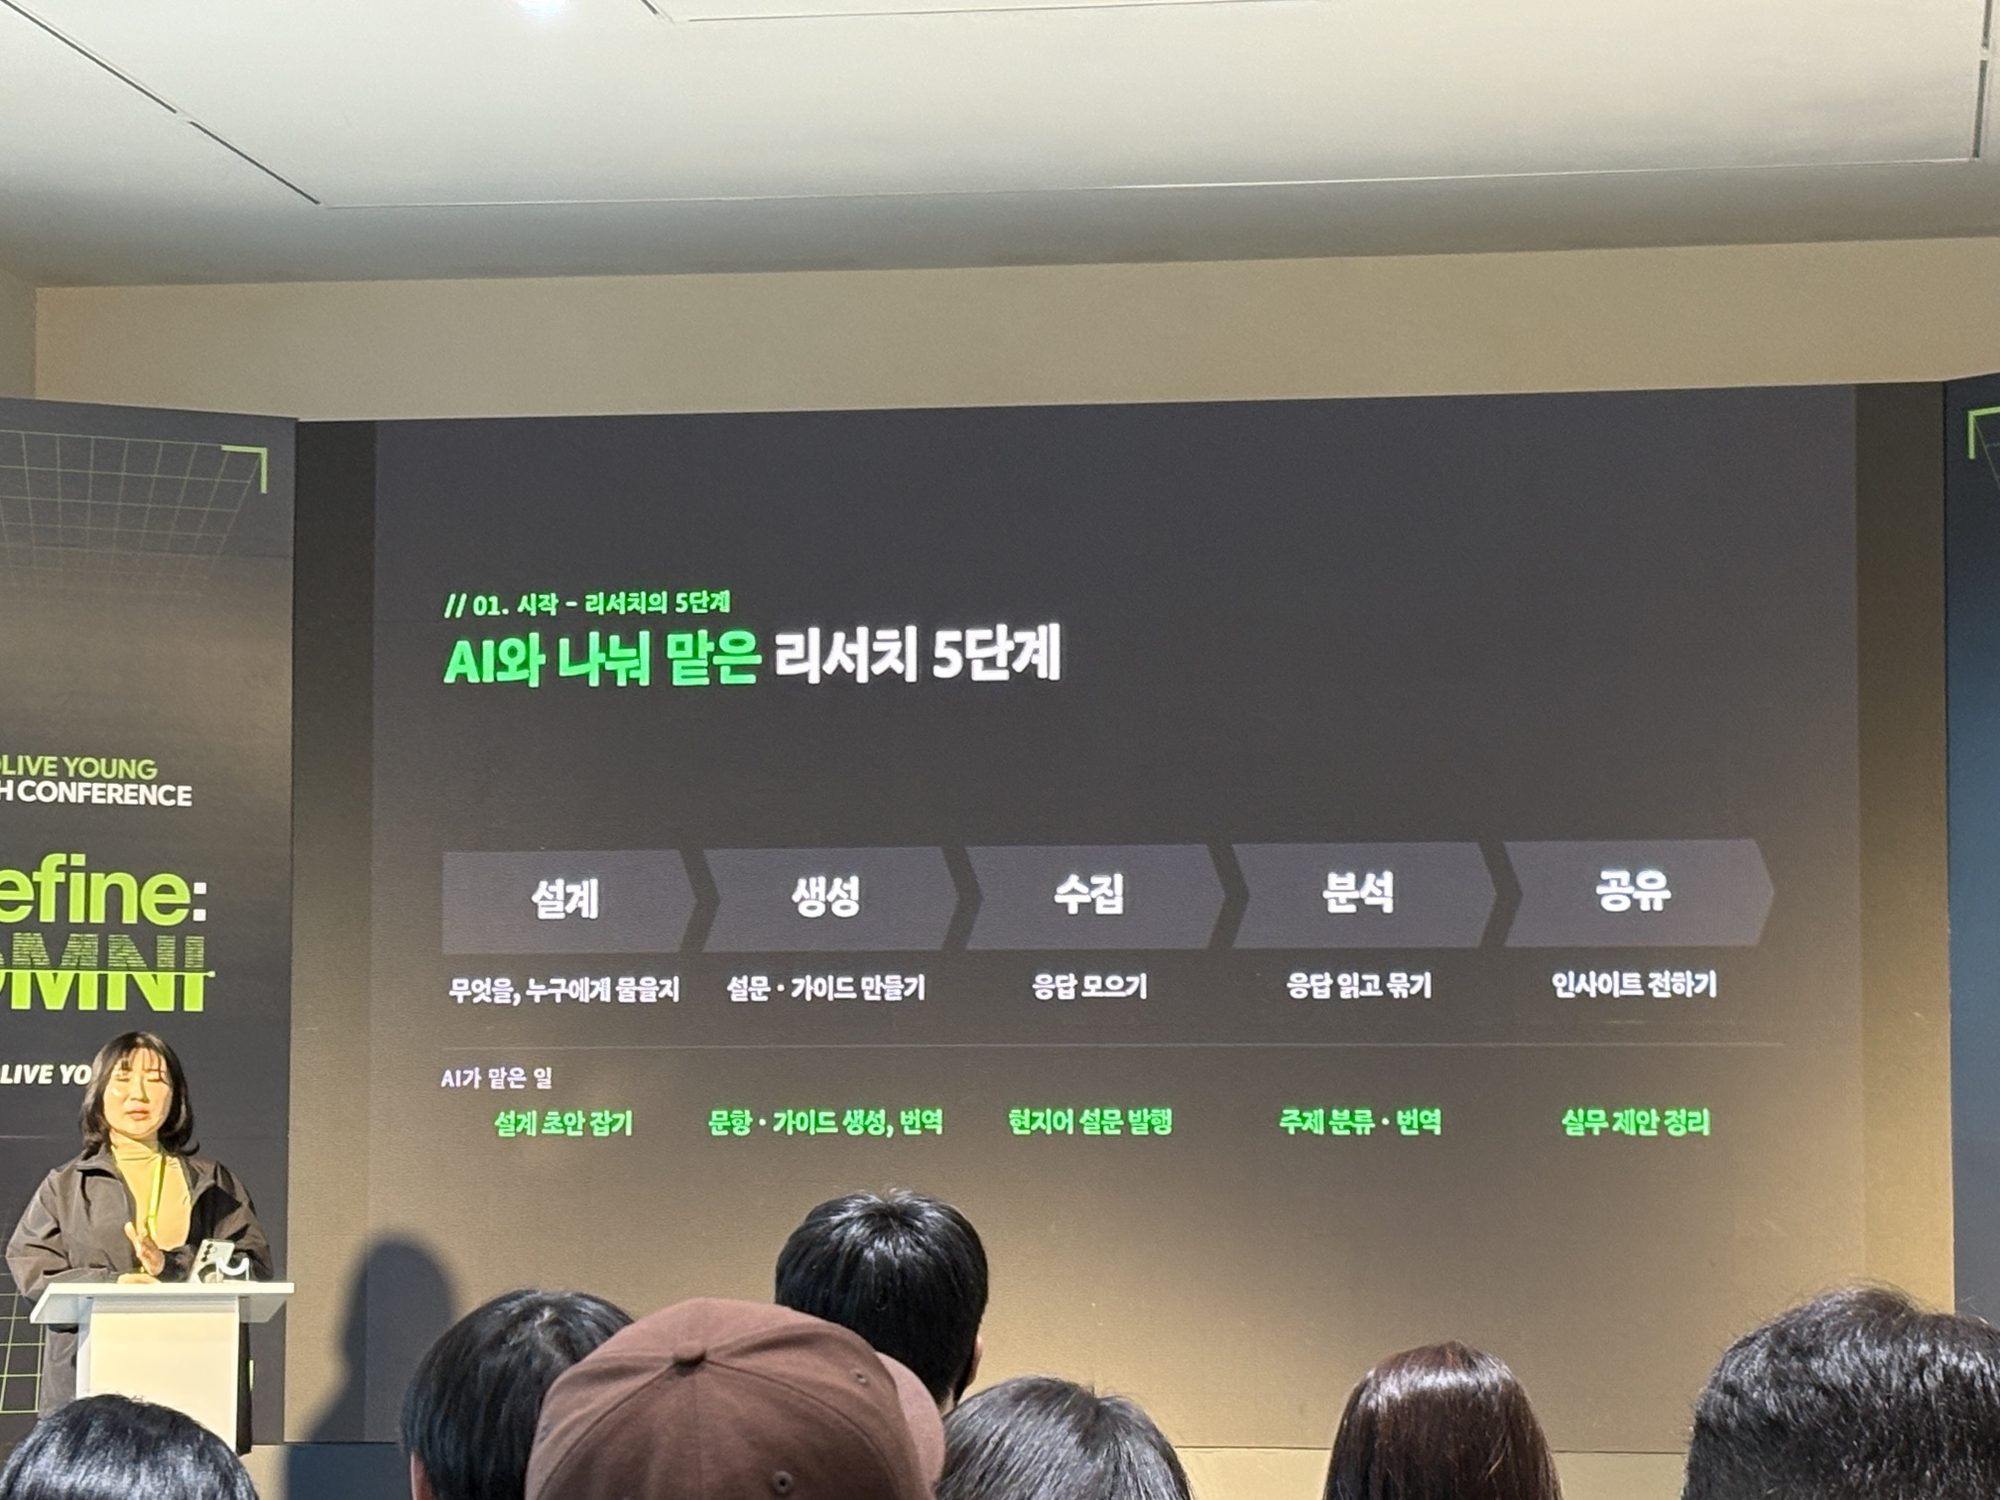 // 01. 시작 - 리서치의 5단계
AI와 나눠 맡은 리서치 5단계
설계 생성 수집 분석 공유
무엇을, 누구에게 물을지 설문 · 가이드 만들기 응답 모으기 응답 읽고 묶기 인사이트 전하기
AI가 맡은 일
설계 초안 잡기 문항 · 가이드 생성, 번역 현지어 설문 발행 주제 분류 · 번역 실무 제안 정리
LIVE YOUNG
H CONFERENCE
efine:
OMNI
LIVE YO